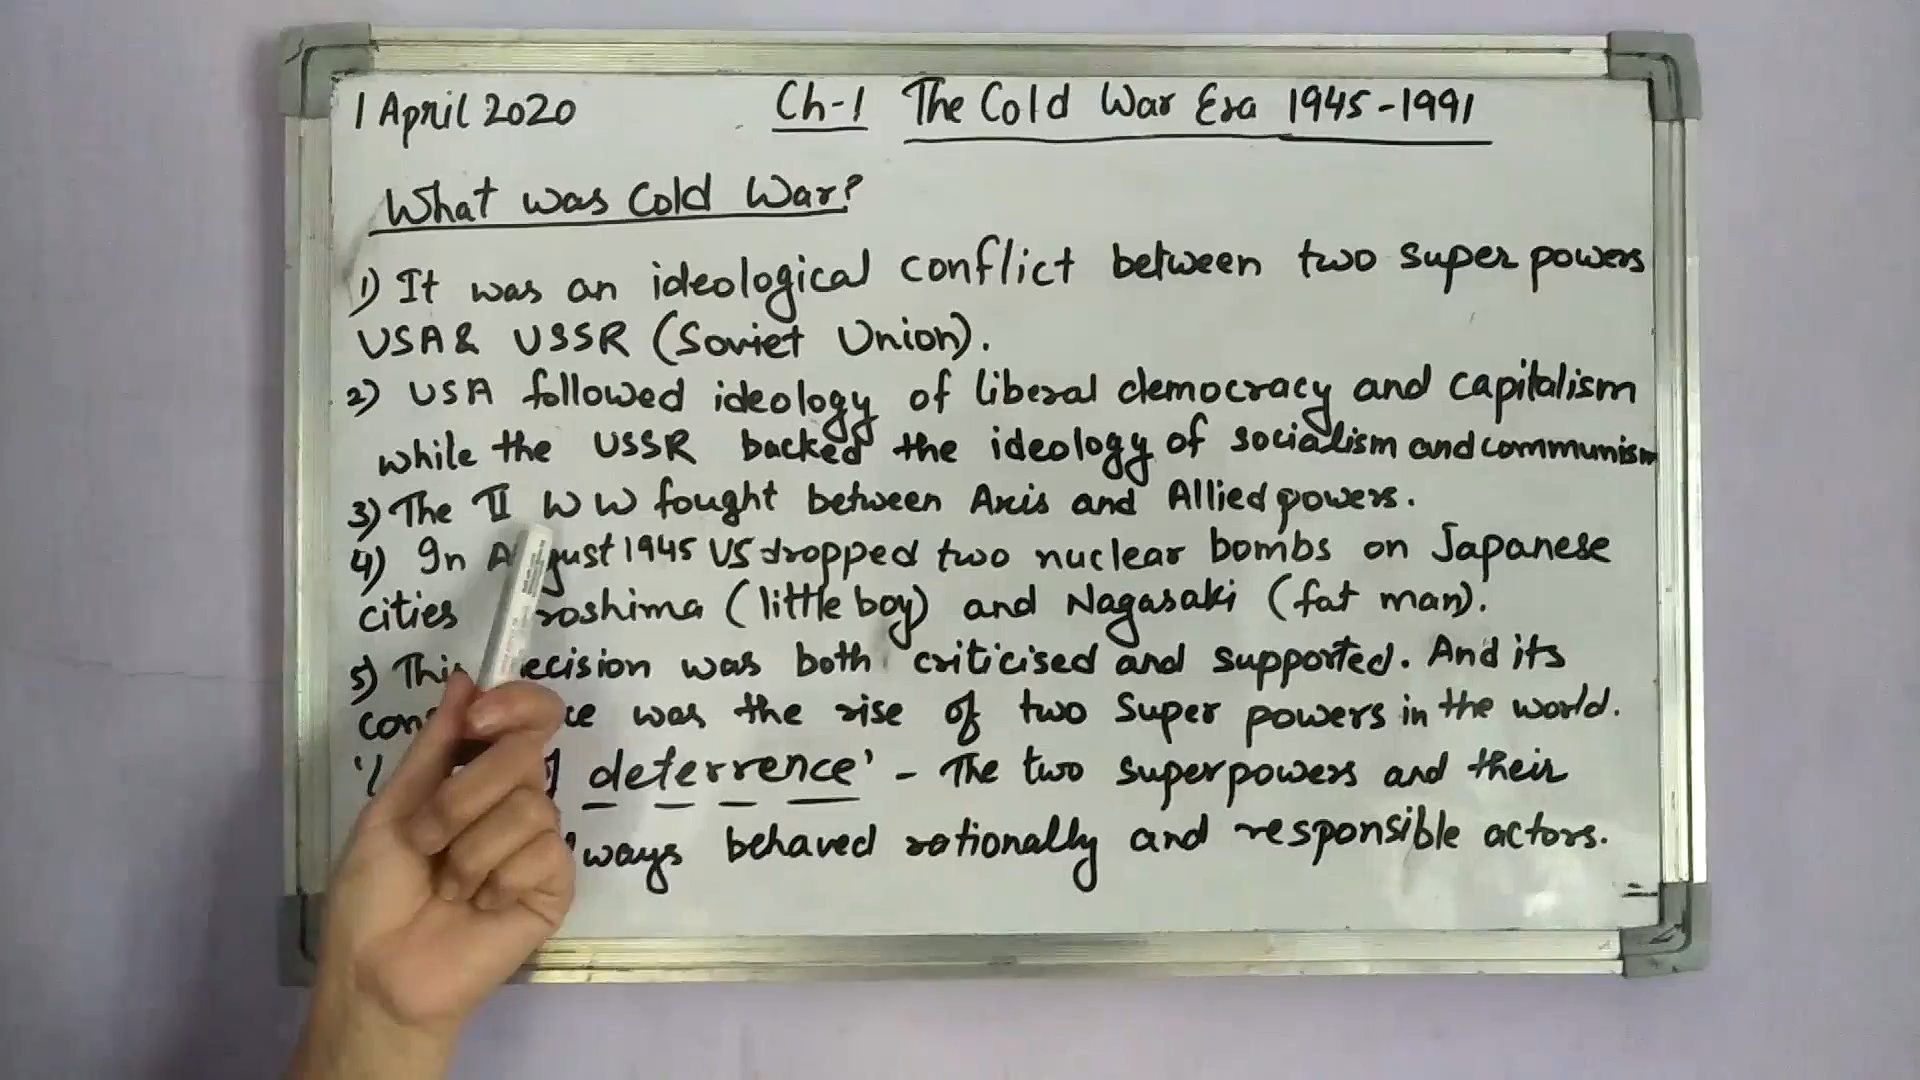 1 April 2020 Ch-1 The Cold War Era 1945-1991
What was Cold War?
1) It was an ideological conflict between two super powers
USA & USSR (Soviet Union).
2) USA followed ideology of liberal democracy and capitalism
while the USSR backed the ideology of socialism and communism
3) The II WW fought between Axis and Allied powers.
4) In August 1945 US dropped two nuclear bombs on Japanese
cities (little boy) and Nagasaki (fat man).
5) This was both criticised and supported. And its
was the rise of two Super powers in the world.
deterrence' - The two superpowers and their
behaved rationally and responsible actors.